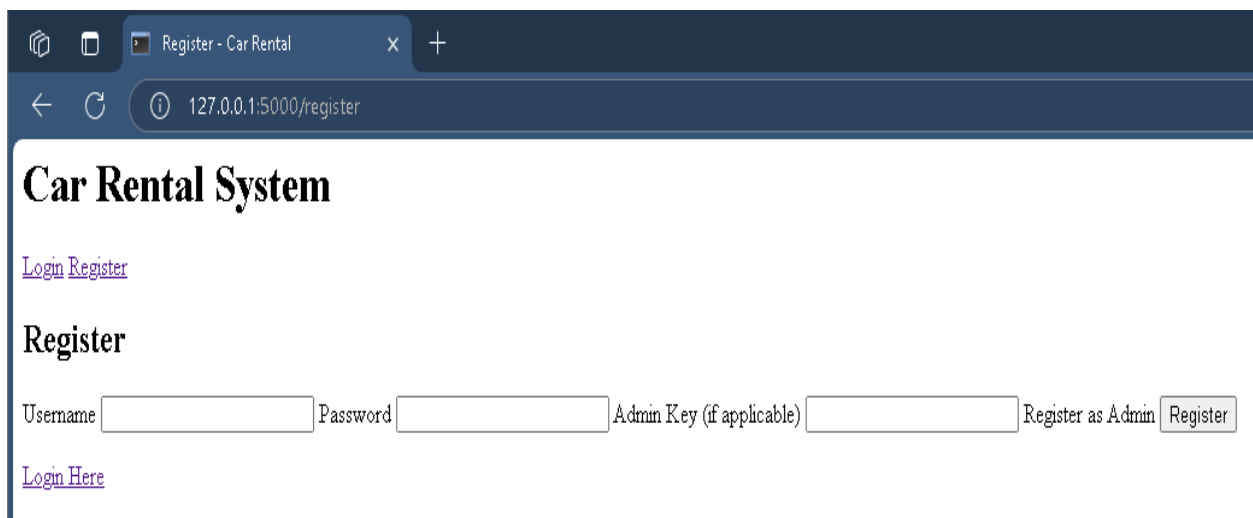 Register - Car Rental
127.0.0.1:5000/register
Car Rental System
Login Register
Register
Username Password Admin Key (if applicable) Register as Admin Register
Login Here